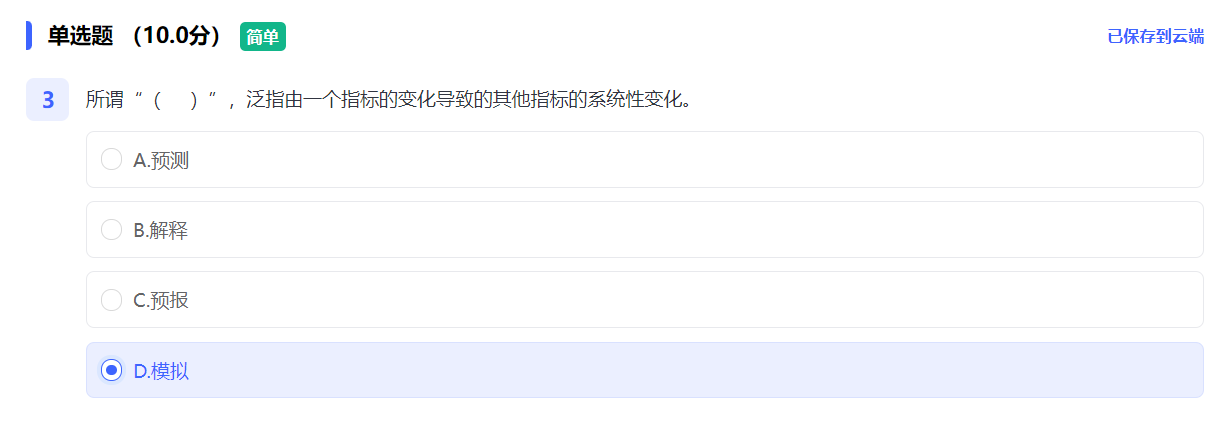 单选题 （10.0分） 简单 已保存到云端
3 所谓“（ ）”，泛指由一个指标的变化导致的其他指标的系统性变化。
A.预测
B.解释
C.预报
D.模拟